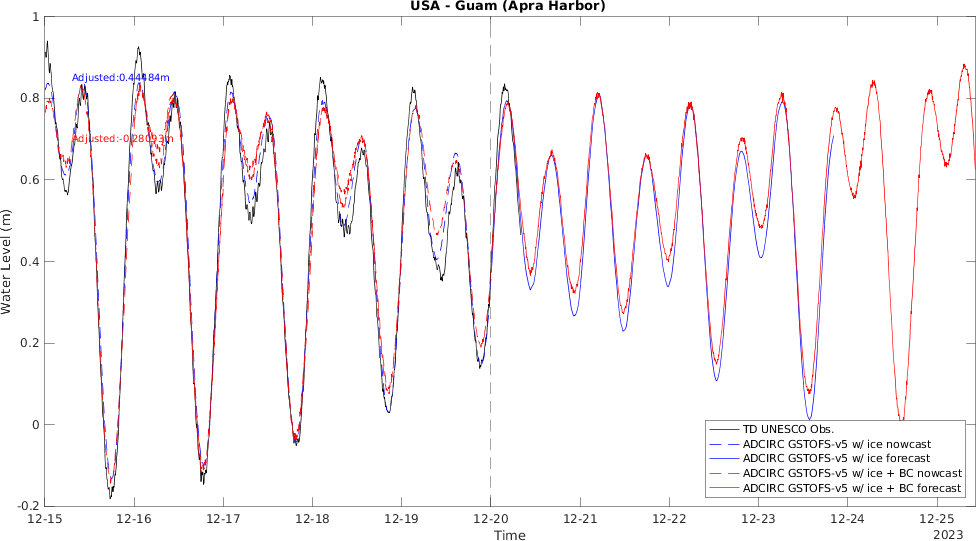 USA - Guam (Apra Harbor)
1
0.8
0.6
0.4
0.2
0
-0.2
Water Level (m)
Adjusted:0.44484m
TD UNESCO Obs.
ADCIRC GSTOFS-v5 w/ ice nowcast
ADCIRC GSTOFS-v5 w/ ice forecast
ADCIRC GSTOFS-v5 w/ ice + BC nowcast
ADCIRC GSTOFS-v5 w/ ice + BC forecast
12-15 12-16 12-17 12-18 12-19 12-20 12-21 12-22 12-23 12-24 12-25
Time
2023